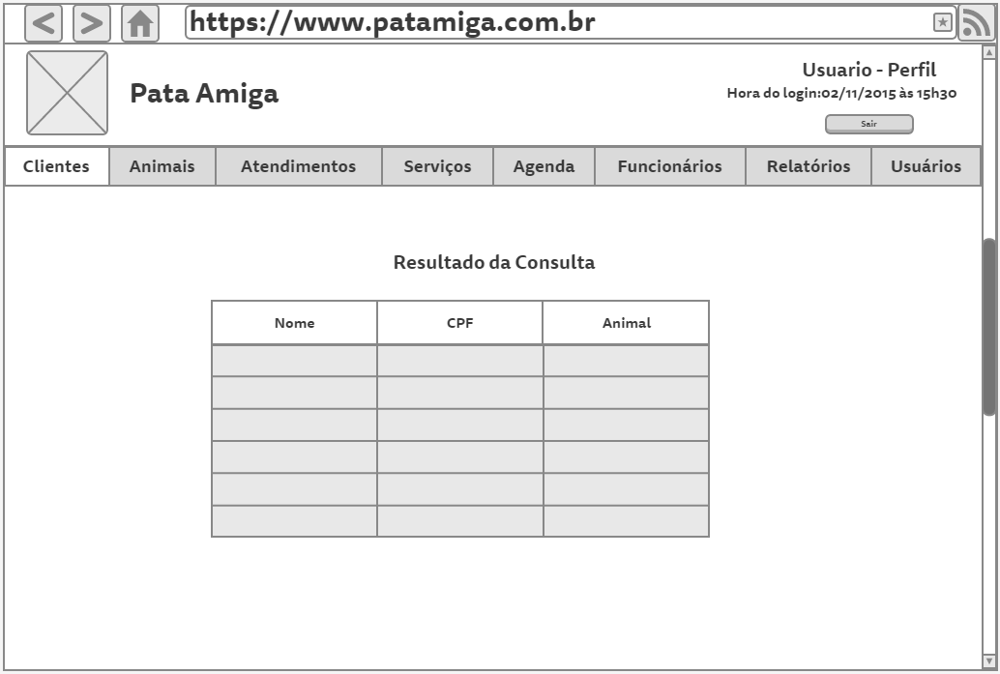 https://www.patamiga.com.br
Usuario - Perfil
Pata Amiga
Hora do login:02/11/2015 às 15h30
Sair
Clientes Animais Atendimentos Serviços Agenda Funcionários Relatórios Usuários
Resultado da Consulta
Nome CPF Animal